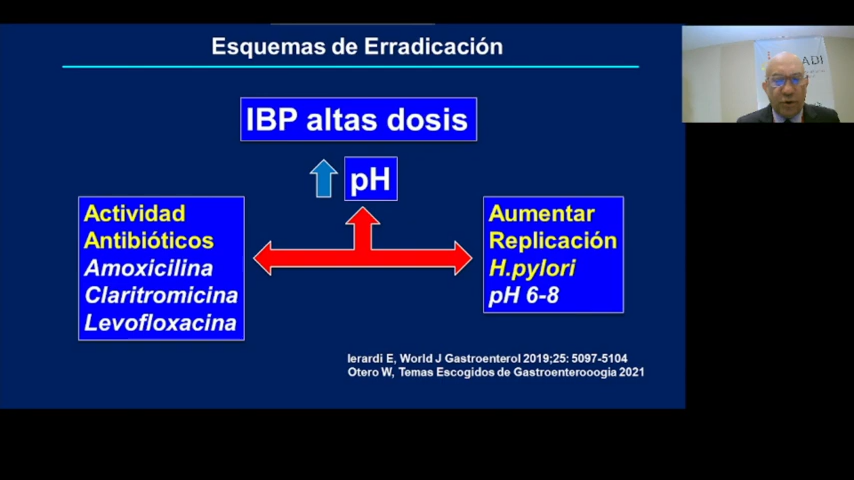 Esquemas de Erradicación
IBP altas dosis
pH
Actividad
Antibióticos
Amoxicilina
Claritromicina
Levofloxacina
Aumentar
Replicación
H.pylori
pH 6-8
Ierardi E, World J Gastroenterol 2019;25: 5097-5104
Otero W, Temas Escogidos de Gastroenterooogia 2021